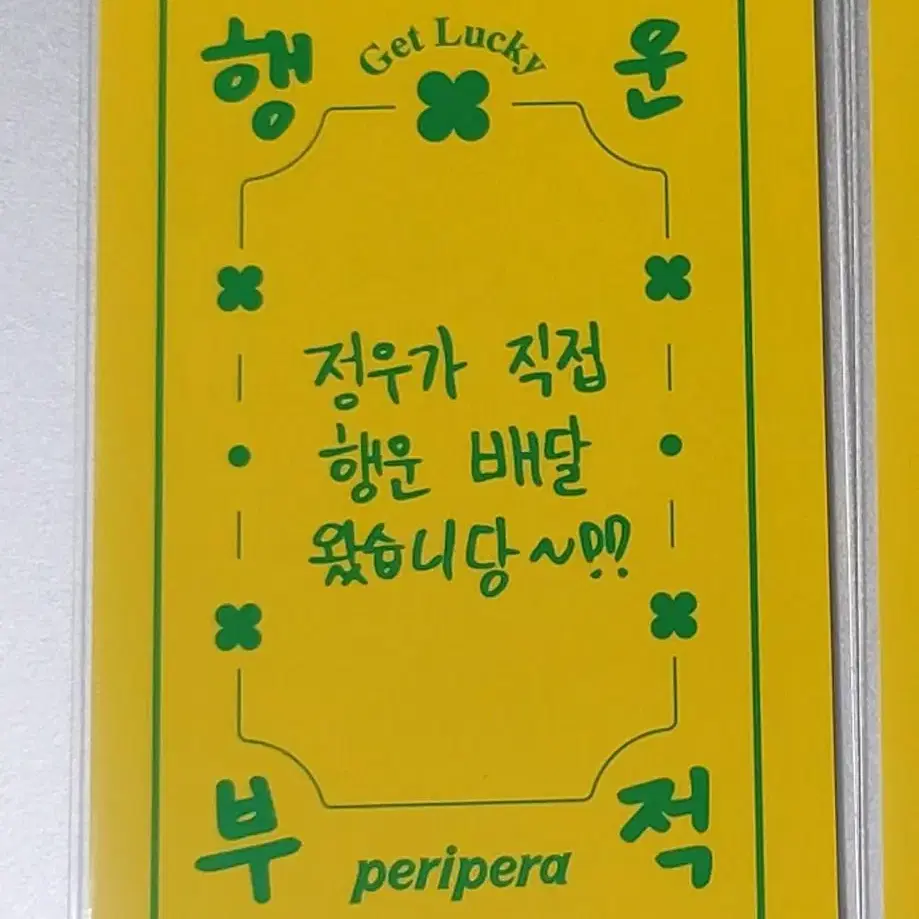 Get Lucky
행 운
정우가 직접
행운 배달
왔습니당~!!
부 적
peripera